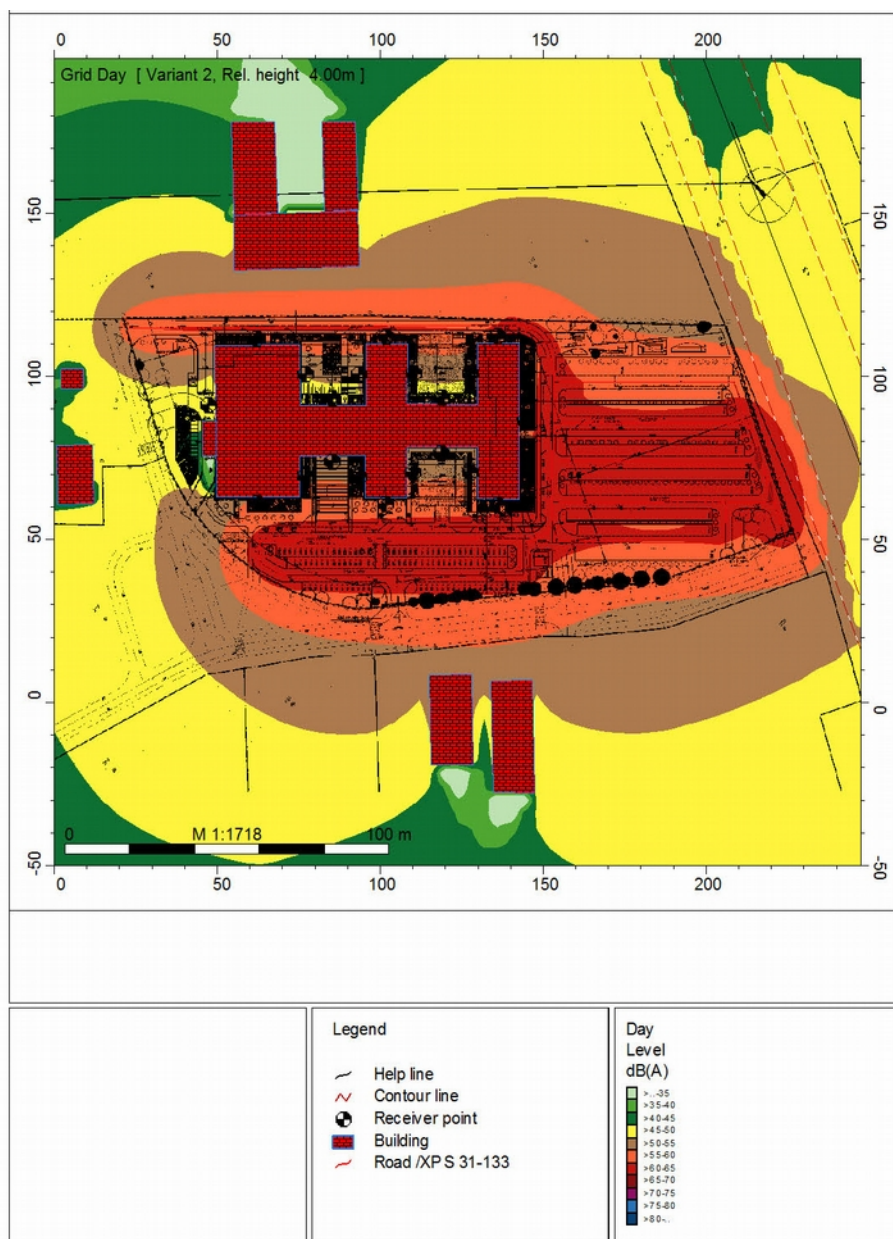 0 50 100 150 200
Grid Day [ Variant 2, Rel. height 4.00m ]
150 150
100 100
50 50
0 0
0 M 1:1718 100 m
-50 -50
0 50 100 150 200
Legend
Help line
Contour line
Receiver point
Building
Road /XPS 31-133
Day
Level
dB(A)
>..-35
>35-40
>40-45
>45-50
>50-55
>55-60
>60-65
>65-70
>70-75
>75-80
>80-..